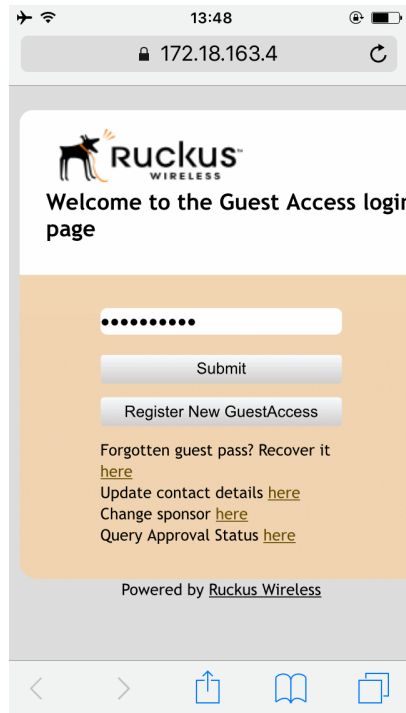 13:48
172.18.163.4
RUCKUS™
WIRELESS
Welcome to the Guest Access login
page
••••••••••
Submit
Register New GuestAccess
Forgotten guest pass? Recover it
here
Update contact details here
Change sponsor here
Query Approval Status here
Powered by Ruckus Wireless